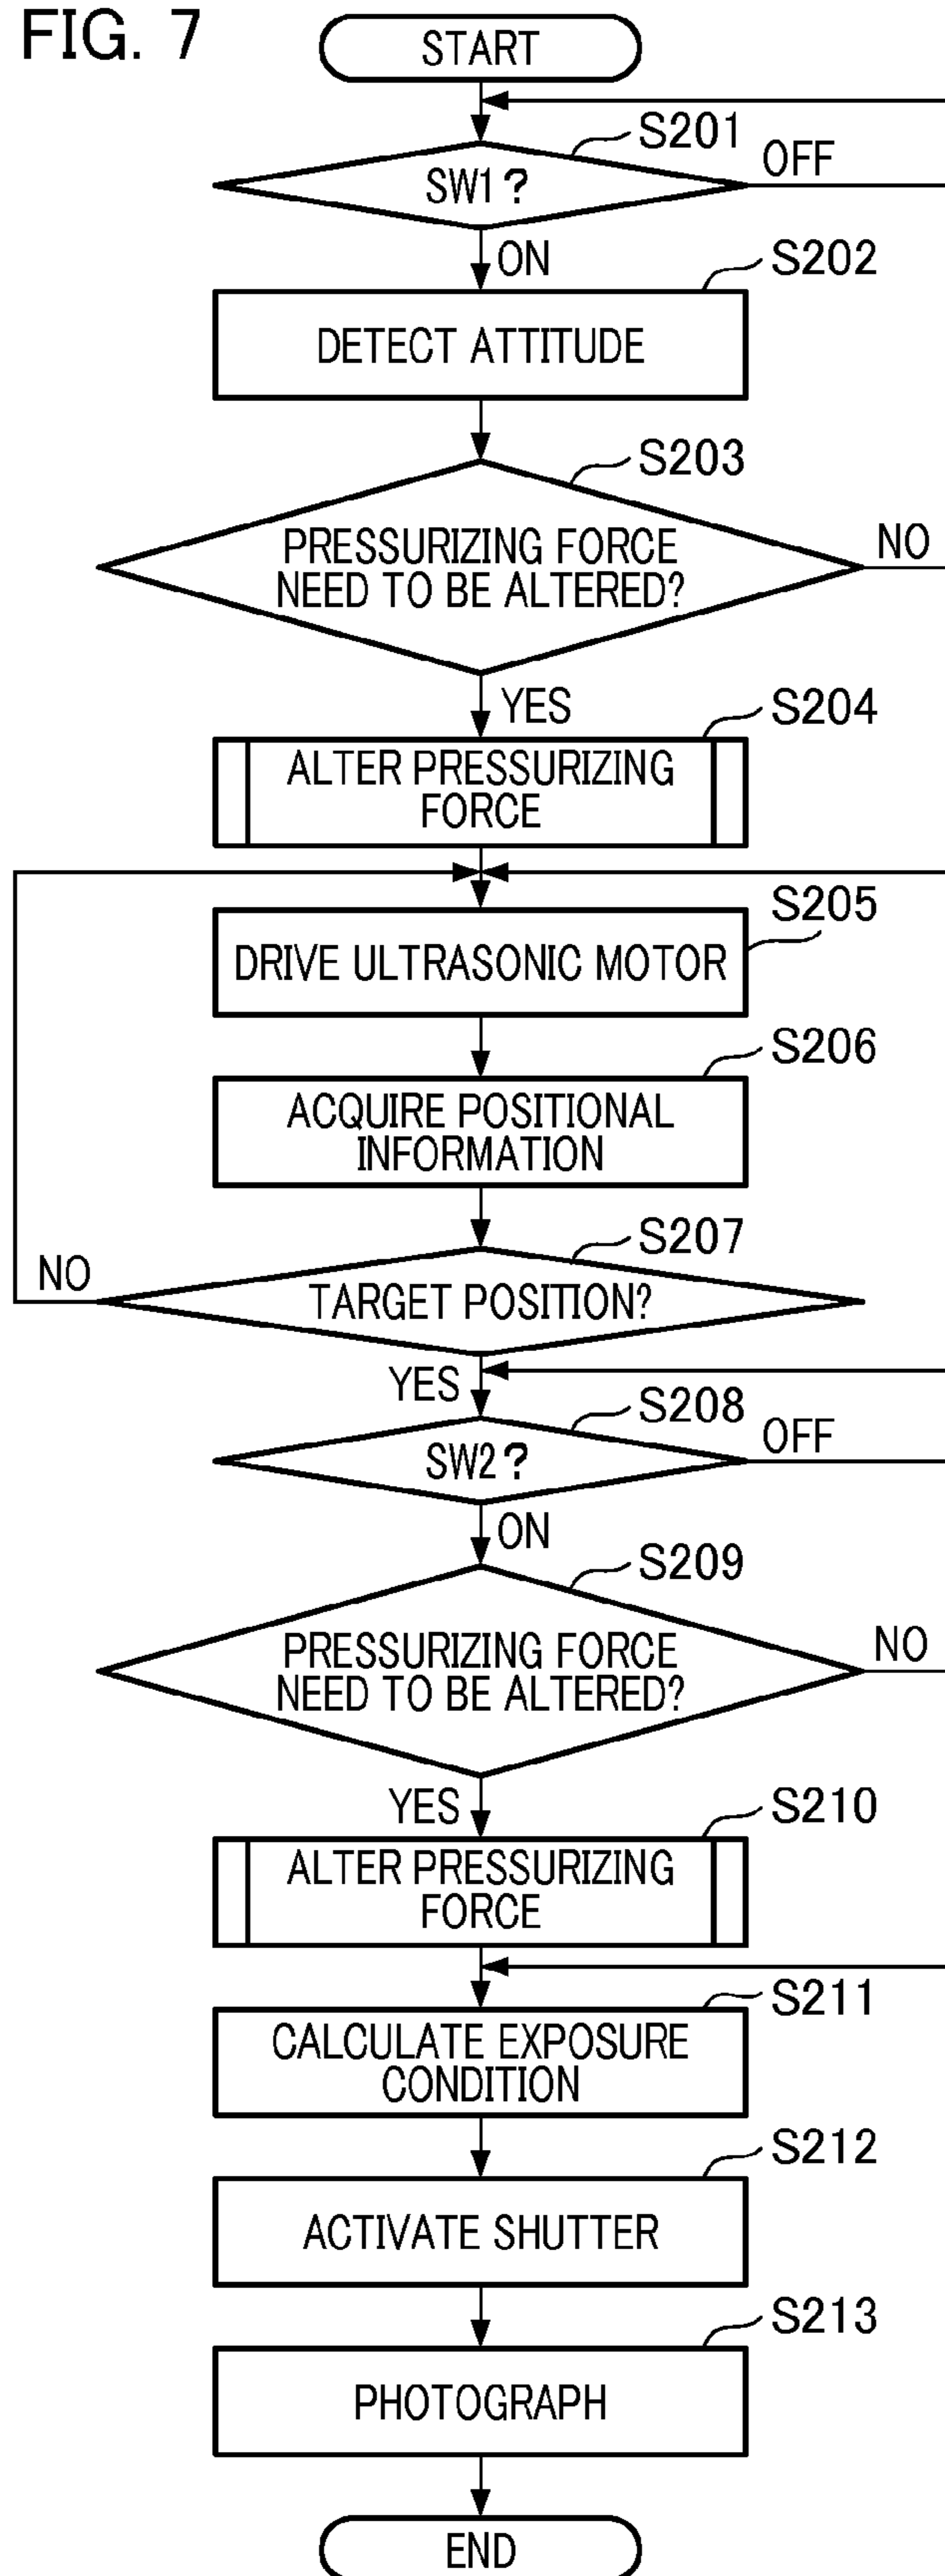 FIG. 7
START
S201
SW1?
OFF
ON
S202
DETECT ATTITUDE
S203
PRESSURIZING FORCE
NEED TO BE ALTERED?
NO
YES
S204
ALTER PRESSURIZING
FORCE
S205
DRIVE ULTRASONIC MOTOR
S206
ACQUIRE POSITIONAL
INFORMATION
S207
NO
TARGET POSITION?
YES
S208
SW2?
OFF
ON
S209
PRESSURIZING FORCE
NEED TO BE ALTERED?
NO
YES
S210
ALTER PRESSURIZING
FORCE
S211
CALCULATE EXPOSURE
CONDITION
S212
ACTIVATE SHUTTER
S213
PHOTOGRAPH
END